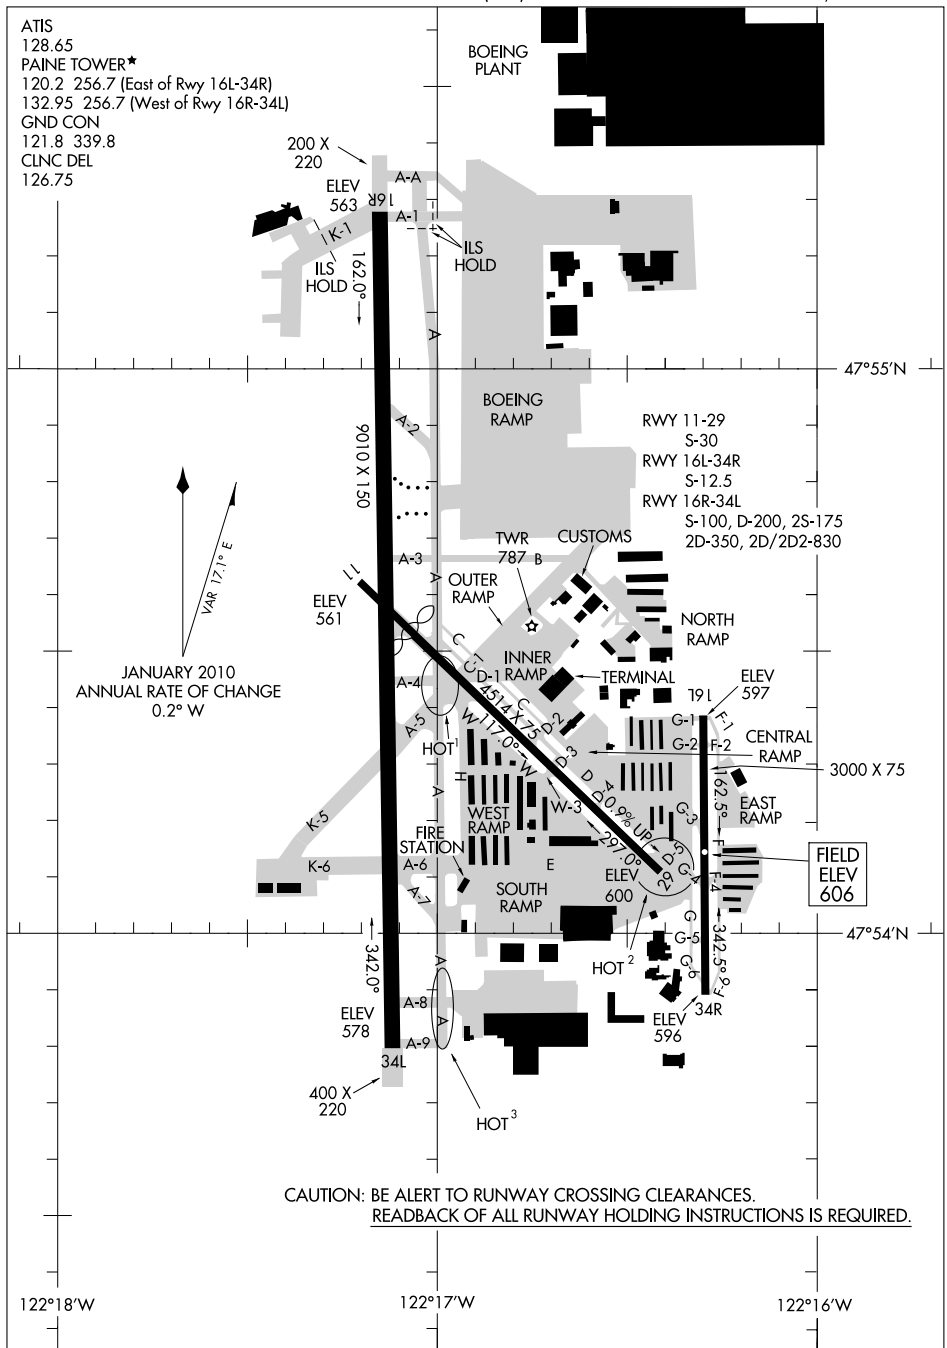 ATIS
128.65
PAINE TOWER★
120.2 256.7 (East of Rwy 16L-34R)
132.95 256.7 (West of Rwy 16R-34L)
GND CON
121.8 339.8
CLNC DEL
126.75
BOEING
PLANT
200 X
220
A-A
ELEV
563
16R
A-1
K-1
ILS
HOLD
ILS
HOLD
162.0°
A
47°55'N
BOEING
RAMP
A-2
9010 X 150
RWY 11-29
S-30
RWY 16L-34R
S-12.5
RWY 16R-34L
S-100, D-200, 2S-175
2D-350, 2D/2D2-830
VAR 17.1° E
JANUARY 2010
ANNUAL RATE OF CHANGE
0.2° W
TWR
787
B
CUSTOMS
A-3
A
11
ELEV
561
OUTER
RAMP
NORTH
RAMP
C
C-1
D-1
INNER
RAMP
TERMINAL
A-4
C
4514 X 75
117.0°
D-2
W
A-5
HOT1
16L
ELEV
597
F-1
G-1
G-2
F-2
CENTRAL
RAMP
3000 X 75
162.5°
EAST
RAMP
D-3
D
D-4
D
0.9% UP
W
W-3
297.0°
H
A
WEST
RAMP
G-3
K-5
FIRE
STATION
K-6
A-6
A-7
E
SOUTH
RAMP
ELEV
600
29
D-5
G-4
F
F-4
FIELD
ELEV
606
G
G-5
G-6
342.5°
F-6
47°54'N
HOT2
342.0°
A
A-8
A
ELEV
578
A-9
34L
34R
ELEV
596
400 X
220
HOT3
CAUTION: BE ALERT TO RUNWAY CROSSING CLEARANCES.
READBACK OF ALL RUNWAY HOLDING INSTRUCTIONS IS REQUIRED.
122°18'W
122°17'W
122°16'W